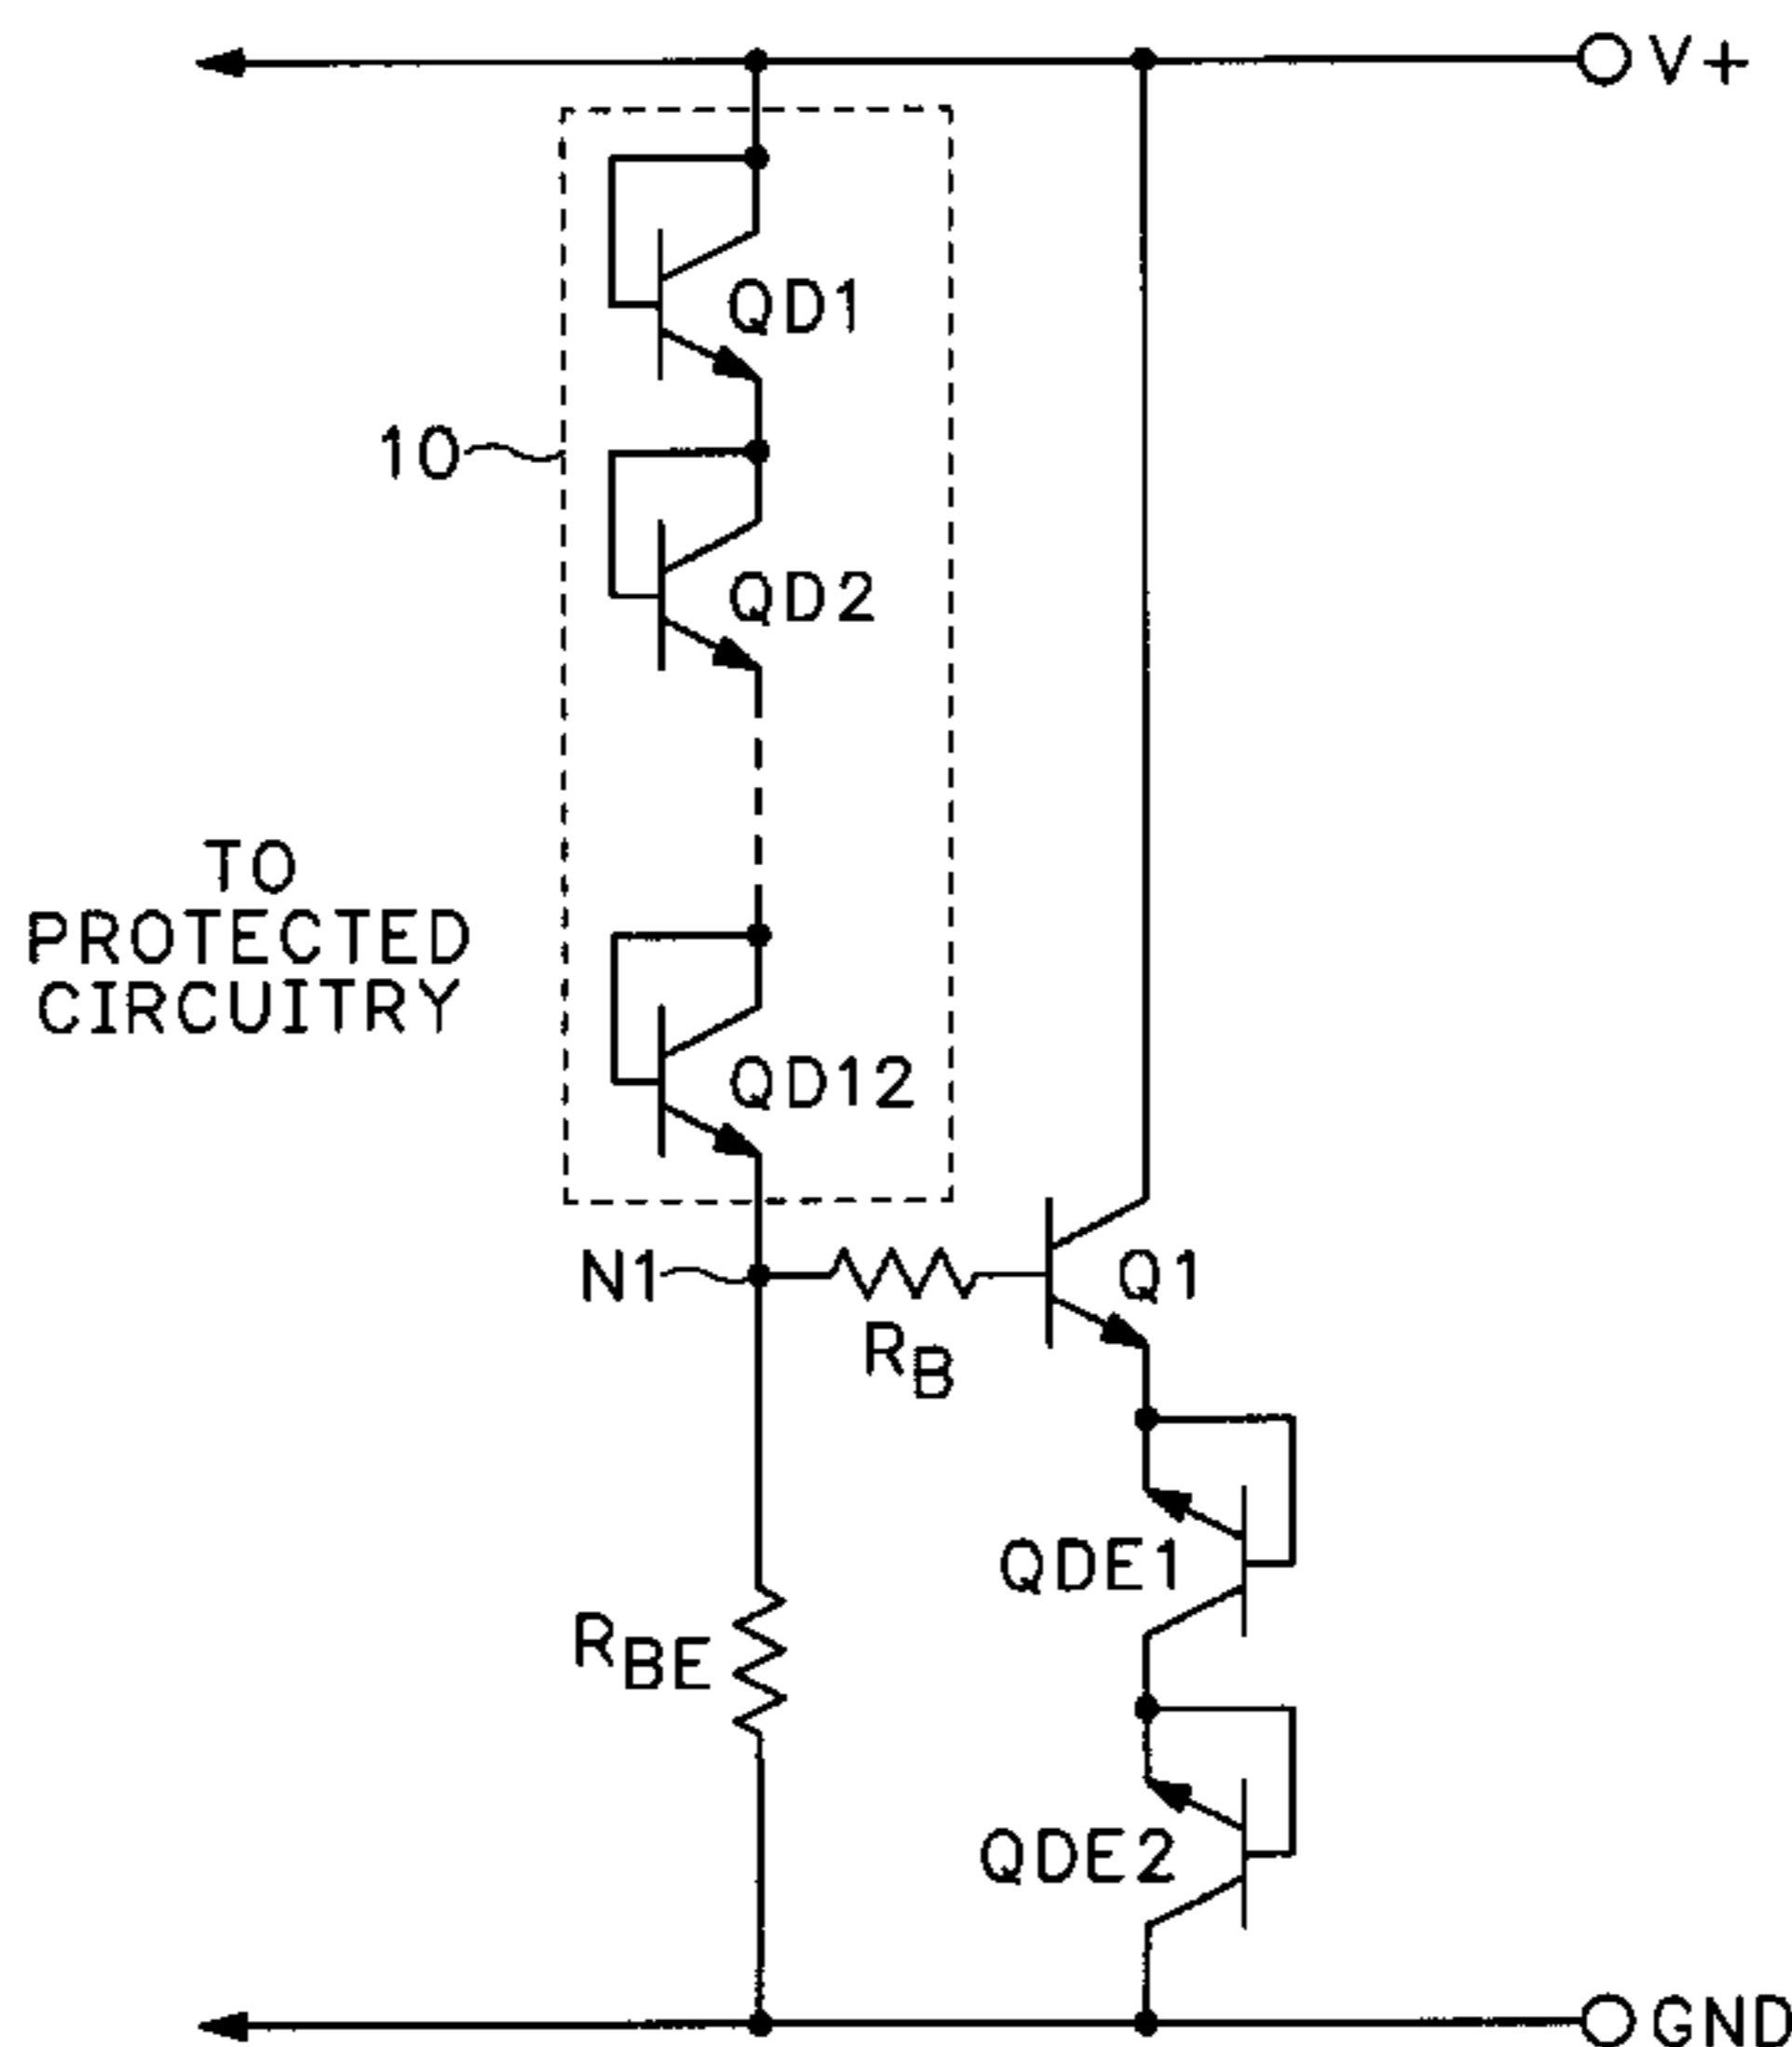 V+
QD1
10
QD2
TO
PROTECTED
CIRCUITRY
QD12
N1
Q1
RB
QDE1
RBE
QDE2
GND